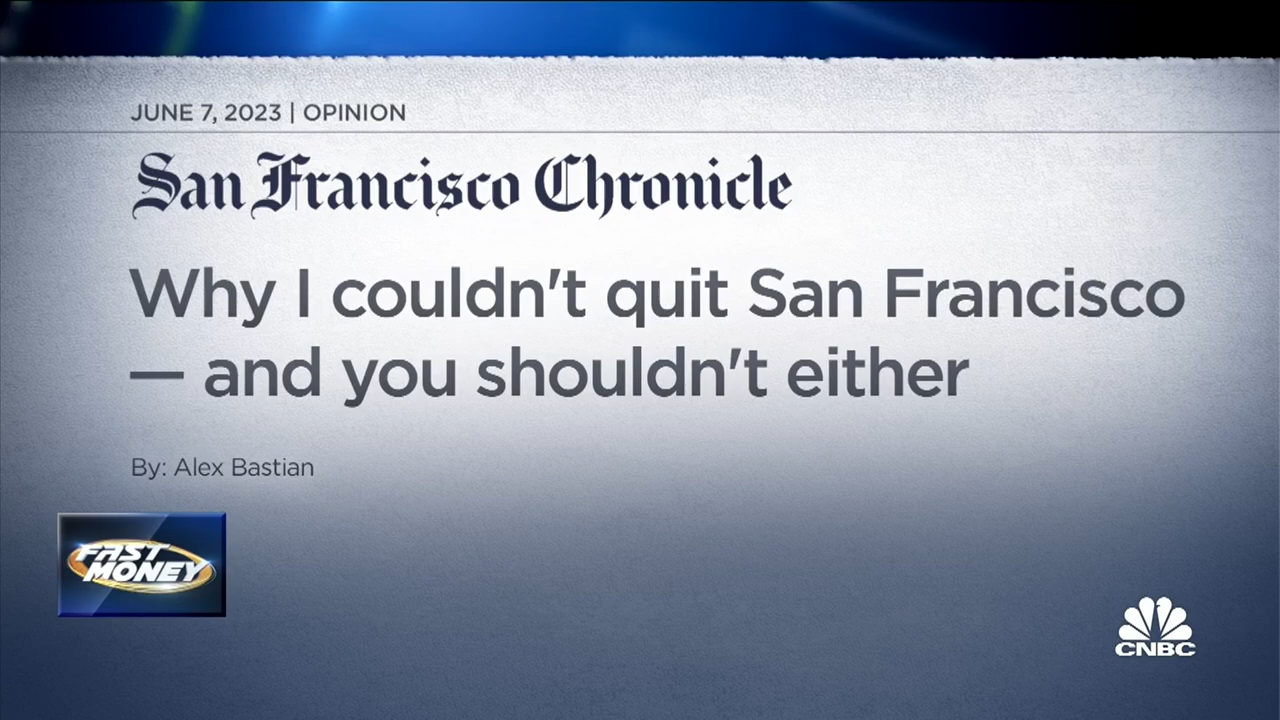 JUNE 7, 2023 | OPINION
San Francisco Chronicle
Why I couldn't quit San Francisco
— and you shouldn't either
By: Alex Bastian
FAST
MONEY
CNBC